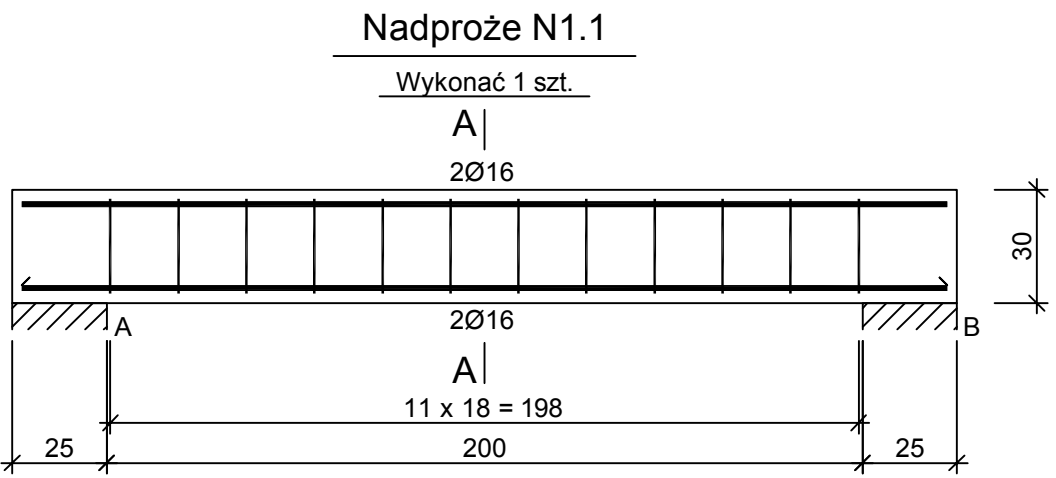 Nadproże N1.1
Wykonać 1 szt.
A
2Ø16
30
A
2Ø16
B
A
11 x 18 = 198
25
200
25